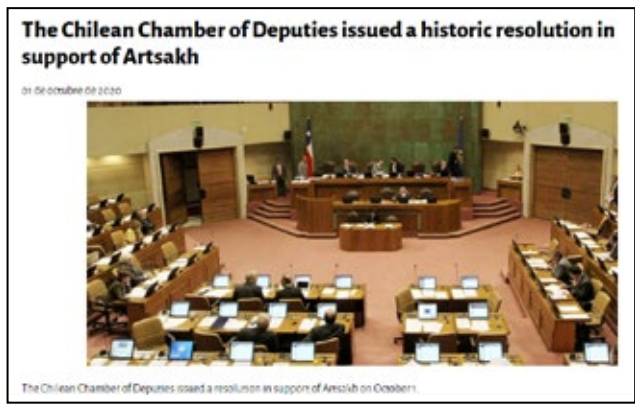 The Chilean Chamber of Deputies issued a historic resolution in
support of Artsakh
01 de octubre de 2020
The Chilean Chamber of Deputies issued a resolution in support of Artsakh on October 1.